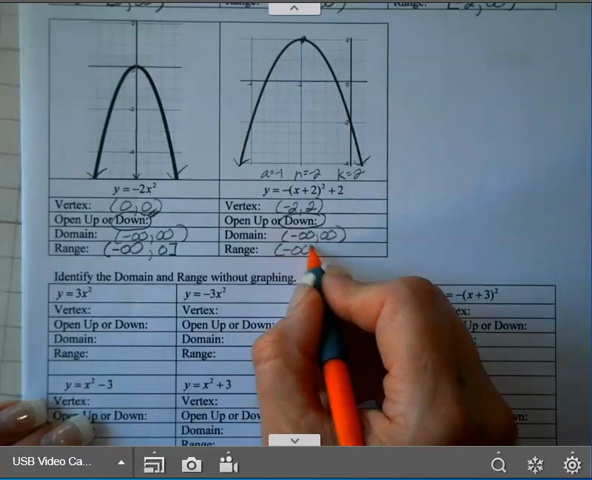 Range:
a=-1 h=-2 k=2
y = -2x²
y = -(x + 2)² + 2
Vertex: (0, 0)
Vertex: (-2, 2)
Open Up or Down:
Open Up or Down:
Domain: (-∞, ∞)
Domain: (-∞, ∞)
Range: (-∞, 0]
Range: (-∞
Identify the Domain and Range without graphing.
y = 3x²
y = -3x²
= -(x + 3)²
Vertex:
Vertex:
ex:
Open Up or Down:
Open Up or Down:
Up or Down:
Domain:
Domain:
Range:
Range:
y = x² - 3
y = x² + 3
Vertex:
Vertex:
Open Up or Down:
Open Up or Dow
wn:
Domain:
USB Video Ca...